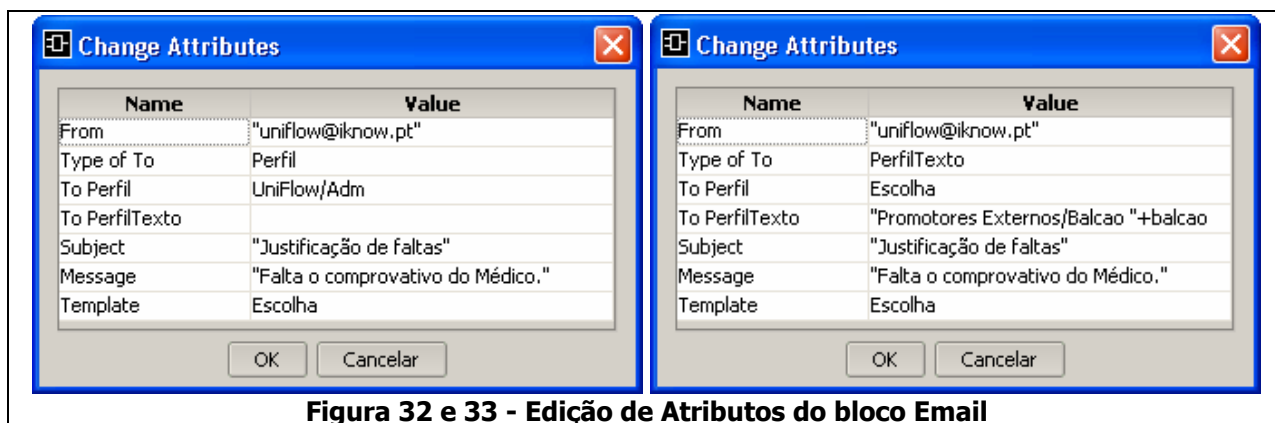 Change Attributes
Name Value
From "uniflow@iknow.pt"
Type of To Perfil
To Perfil UniFlow/Adm
To PerfilTexto
Subject "Justificação de faltas"
Message "Falta o comprovativo do Médico."
Template Escolha
OK Cancelar
Change Attributes
Name Value
From "uniflow@iknow.pt"
Type of To PerfilTexto
To Perfil Escolha
To PerfilTexto "Promotores Externos/Balcao "+balcao
Subject "Justificação de faltas"
Message "Falta o comprovativo do Médico."
Template Escolha
OK Cancelar
Figura 32 e 33 - Edição de Atributos do bloco Email